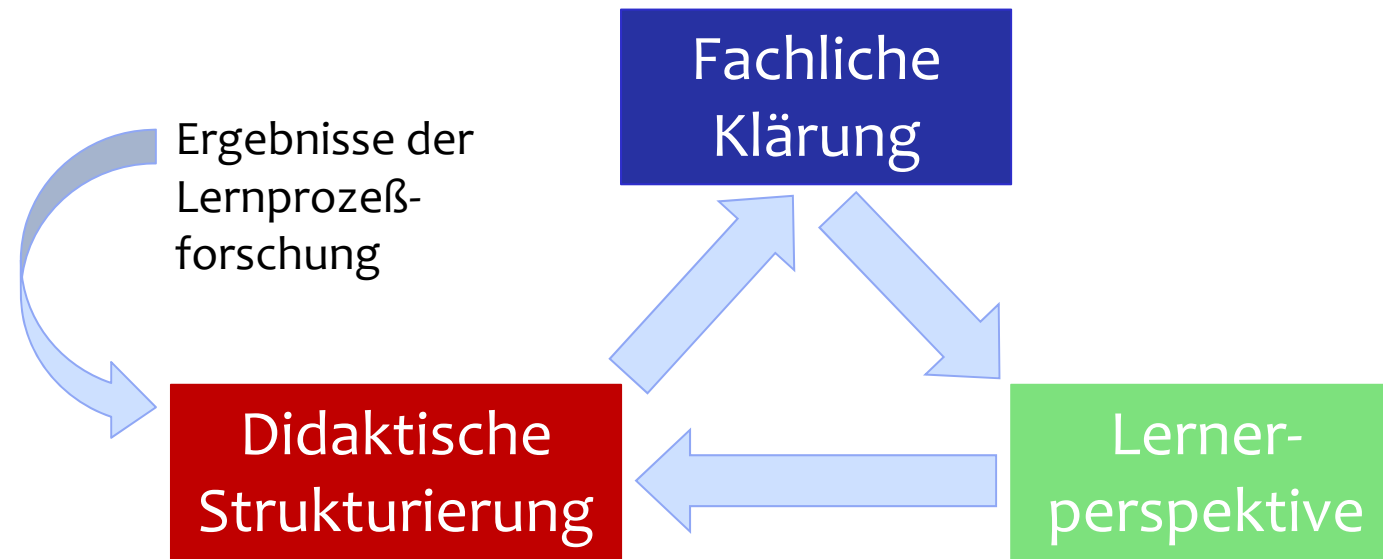 Fachliche
Klärung
Ergebnisse der
Lernprozeß-
forschung
Didaktische
Strukturierung
Lerner-
perspektive